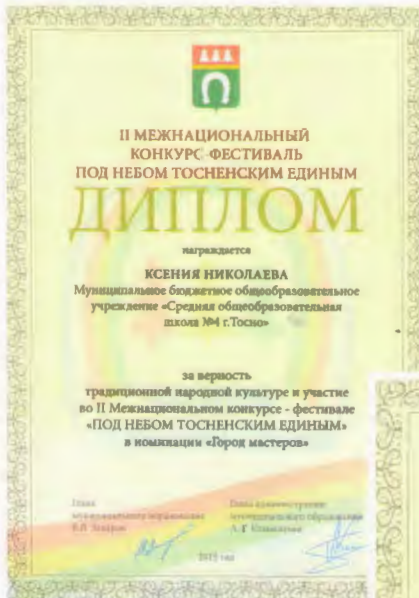 II МЕЖНАЦИОНАЛЬНЫЙ
КОНКУРС-ФЕСТИВАЛЬ
ПОД НЕБОМ ТОСНЕНСКИМ ЕДИНЫМ
ДИПЛОМ
награждается
КСЕНИЯ НИКОЛАЕВА
Муниципальное бюджетное общеобразовательное
учреждение «Средняя общеобразовательная
школа №4 г.Тосно»
за верность
традиционной народной культуре и участие
во II Межнациональном конкурсе - фестивале
«ПОД НЕБОМ ТОСНЕНСКИМ ЕДИНЫМ»
в номинации «Город мастеров»
Глава
муниципального образования
В.В. Захаров
Глава администрации
муниципального образования
год